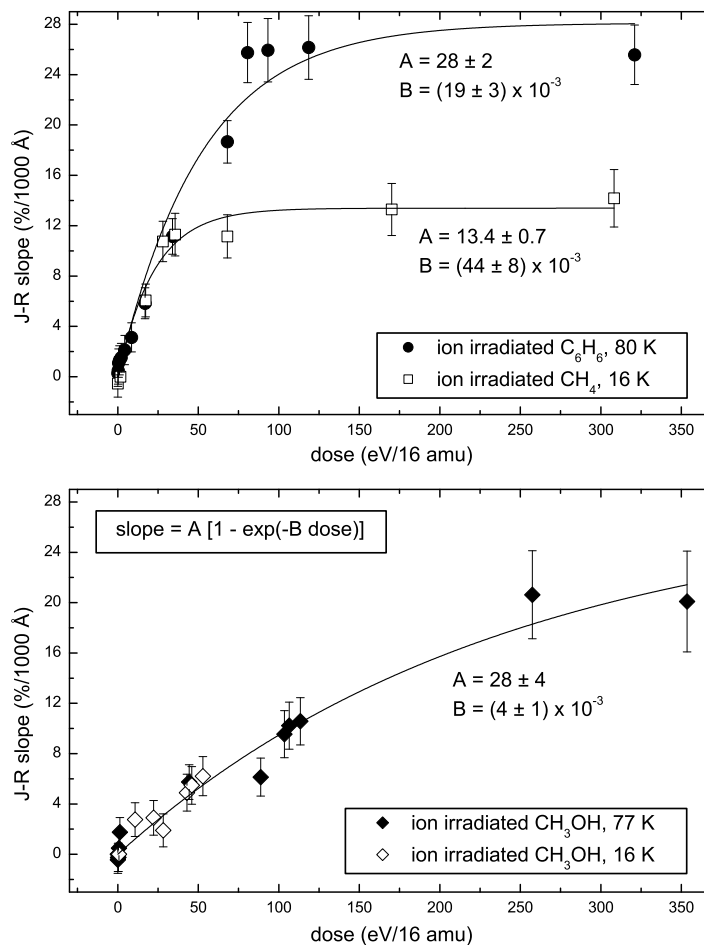 28
24
20
16
12
8
4
0
J-R slope (%/1000 Å)
A = 28 ± 2
B = (19 ± 3) x 10⁻³
A = 13.4 ± 0.7
B = (44 ± 8) x 10⁻³
ion irradiated C₆H₆, 80 K
ion irradiated CH₄, 16 K
0 50 100 150 200 250 300 350
dose (eV/16 amu)
28
24
20
16
12
8
4
0
J-R slope (%/1000 Å)
slope = A [1 - exp(-B dose)]
A = 28 ± 4
B = (4 ± 1) x 10⁻³
ion irradiated CH₃OH, 77 K
ion irradiated CH₃OH, 16 K
0 50 100 150 200 250 300 350
dose (eV/16 amu)